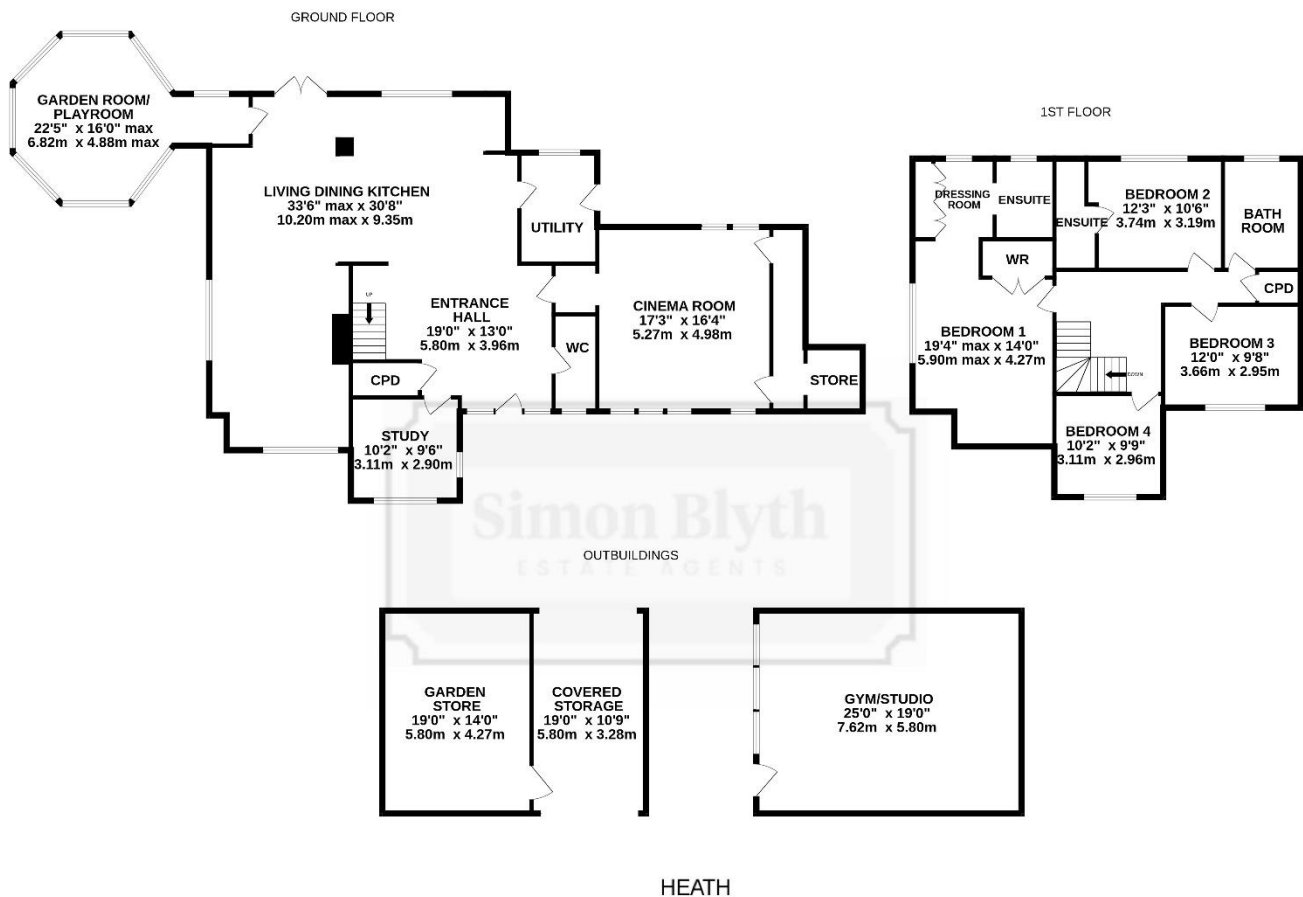 GROUND FLOOR
GARDEN ROOM/
PLAYROOM
22'5" x 16'0" max
6.82m x 4.88m max
LIVING DINING KITCHEN
33'6" max x 30'8"
10.20m max x 9.35m
UTILITY
UP
ENTRANCE
HALL
19'0" x 13'0"
5.80m x 3.96m
CINEMA ROOM
17'3" x 16'4"
5.27m x 4.98m
WC
CPD
STORE
STUDY
10'2" x 9'6"
3.11m x 2.90m
1ST FLOOR
DRESSING
ROOM
ENSUITE
ENSUITE
BEDROOM 2
12'3" x 10'6"
3.74m x 3.19m
BATH
ROOM
WR
CPD
BEDROOM 1
19'4" max x 14'0"
5.90m max x 4.27m
BEDROOM 3
12'0" x 9'8"
3.66m x 2.95m
DOWN
BEDROOM 4
10'2" x 9'9"
3.11m x 2.96m
Simon Blyth
ESTATE AGENTS
OUTBUILDINGS
GARDEN
STORE
19'0" x 14'0"
5.80m x 4.27m
COVERED
STORAGE
19'0" x 10'9"
5.80m x 3.28m
GYM/STUDIO
25'0" x 19'0"
7.62m x 5.80m
HEATH